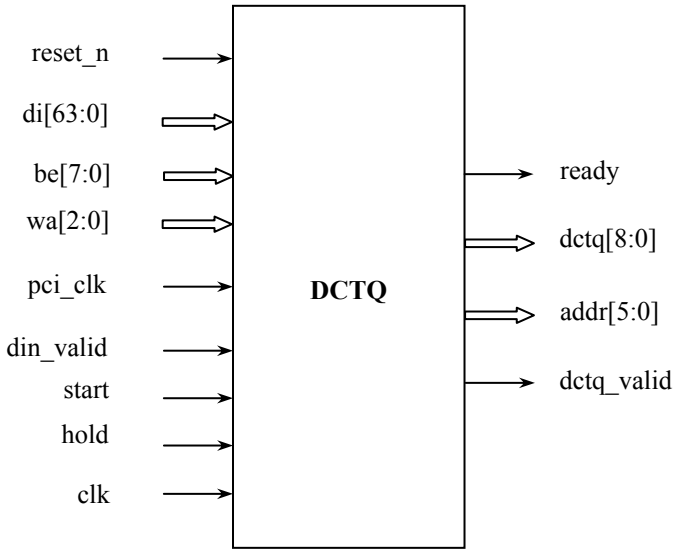 reset_n
di[63:0]
be[7:0]
wa[2:0]
pci_clk
din_valid
start
hold
clk
DCTQ
ready
dctq[8:0]
addr[5:0]
dctq_valid